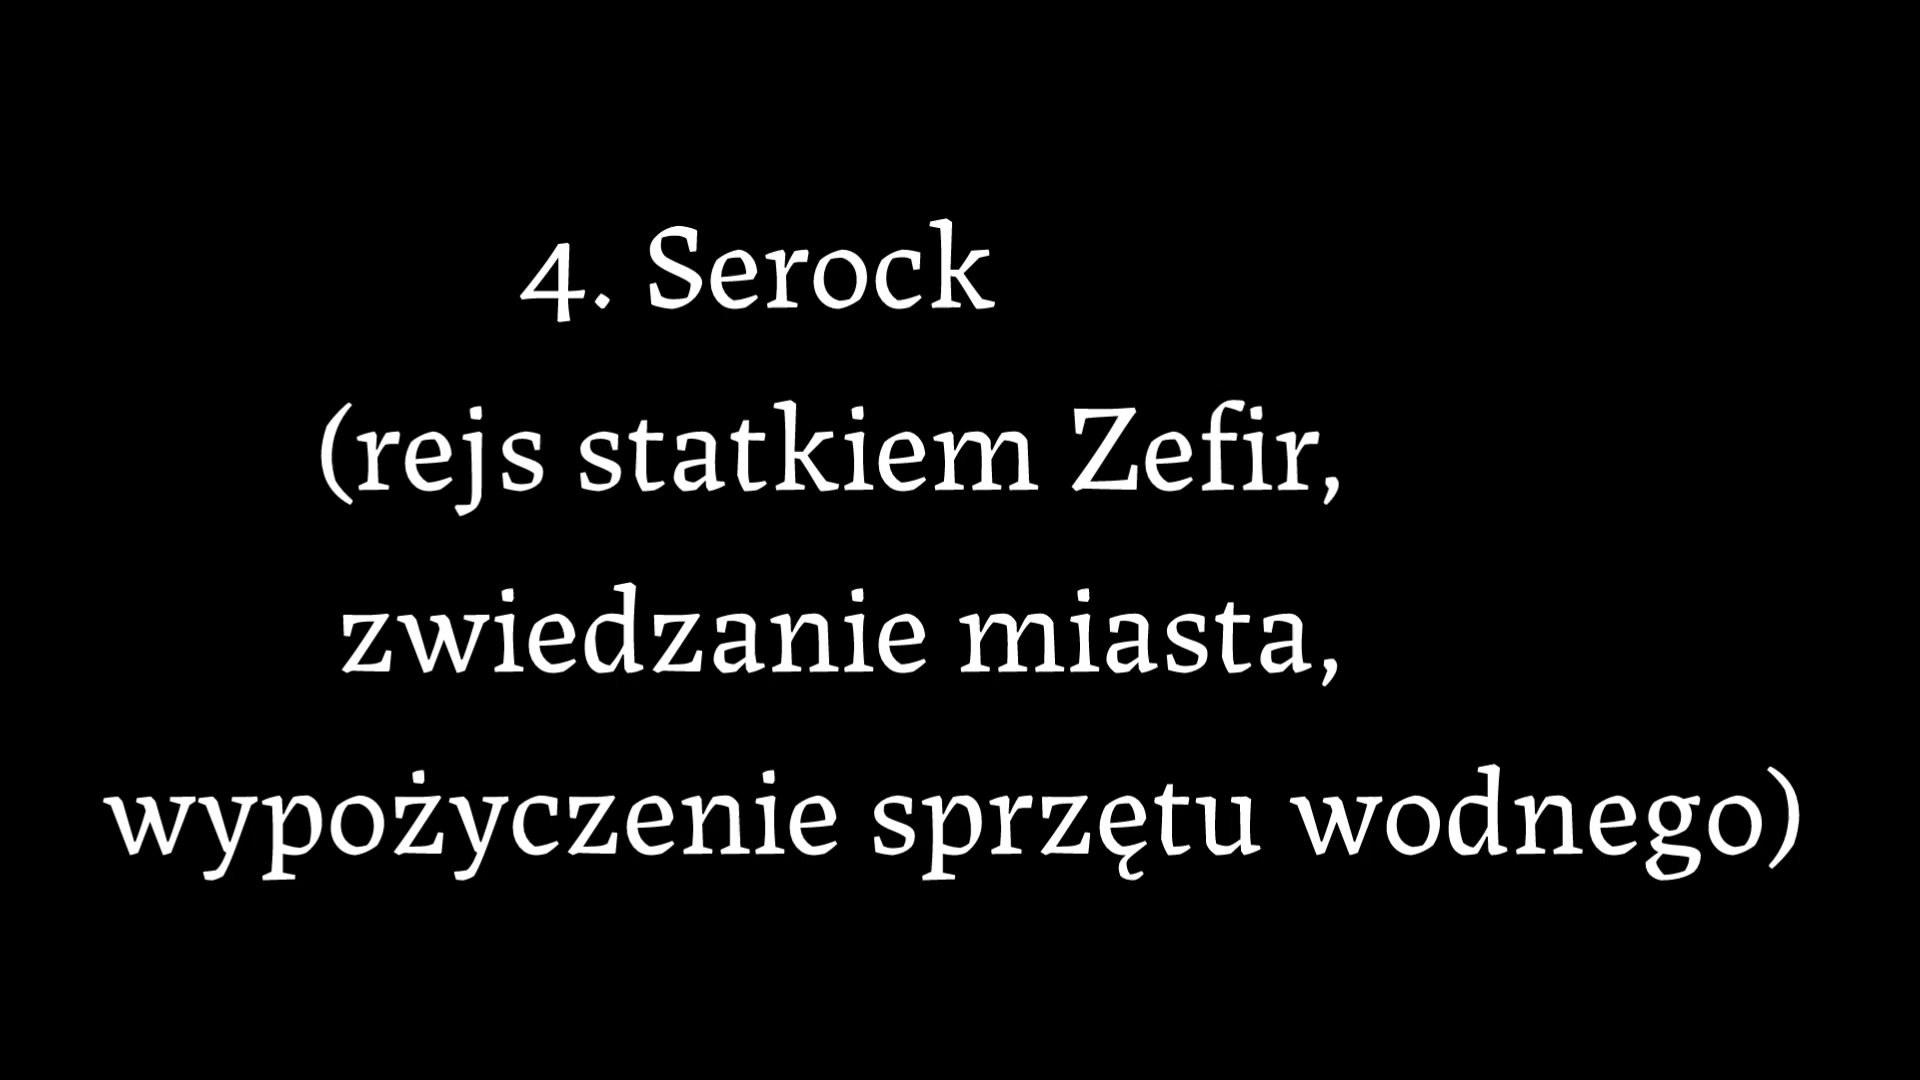 4. Serock
(rejs statkiem Zefir,
zwiedzanie miasta,
wypożyczenie sprzętu wodnego)